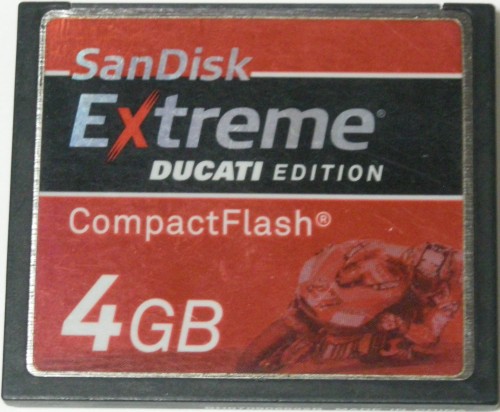 SanDisk
Extreme®
DUCATI EDITION
CompactFlash®
4GB